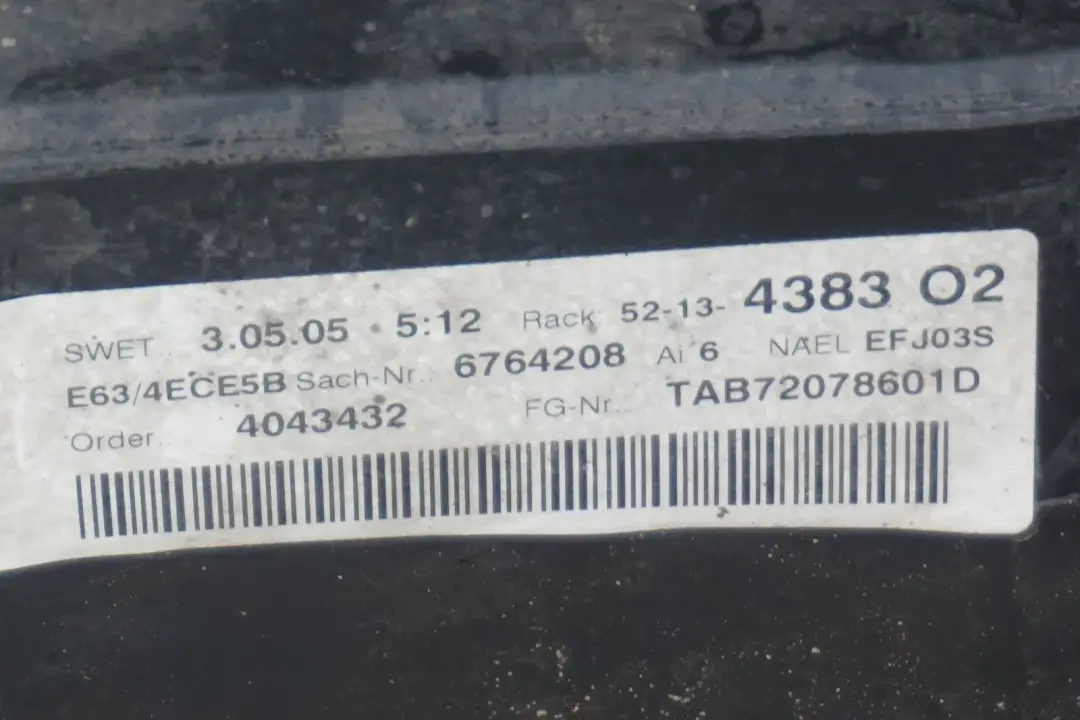 SWET.: 3.05.05 5:12 Rack 52-13- 4383 02
E63/4ECE5B Sach-Nr.: 6764208 Ai 6 NAEL EFJ03S
Order.: 4043432 FG-Nr.: TAB72078601D